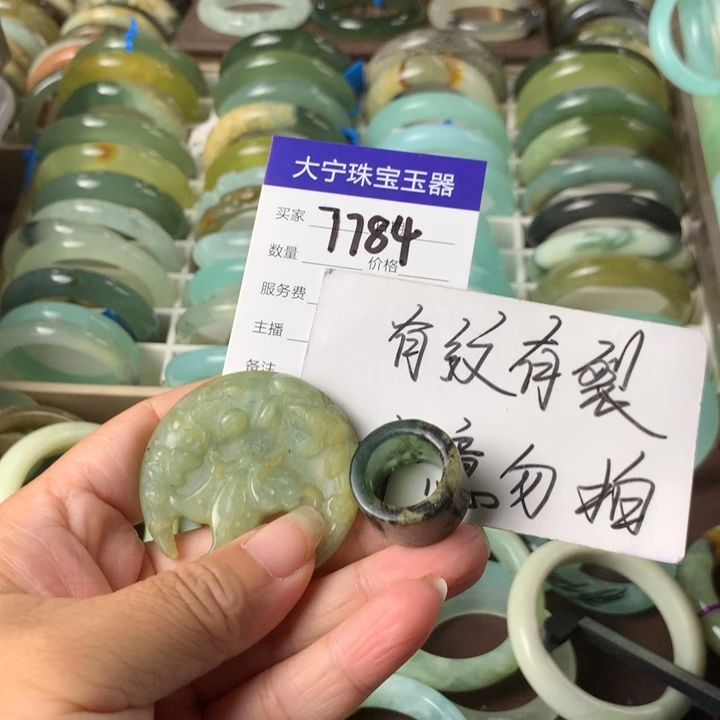 大宁珠宝玉器
买家
7784
数量 价格
服务费
主播
备注
有纹有裂
勿拍